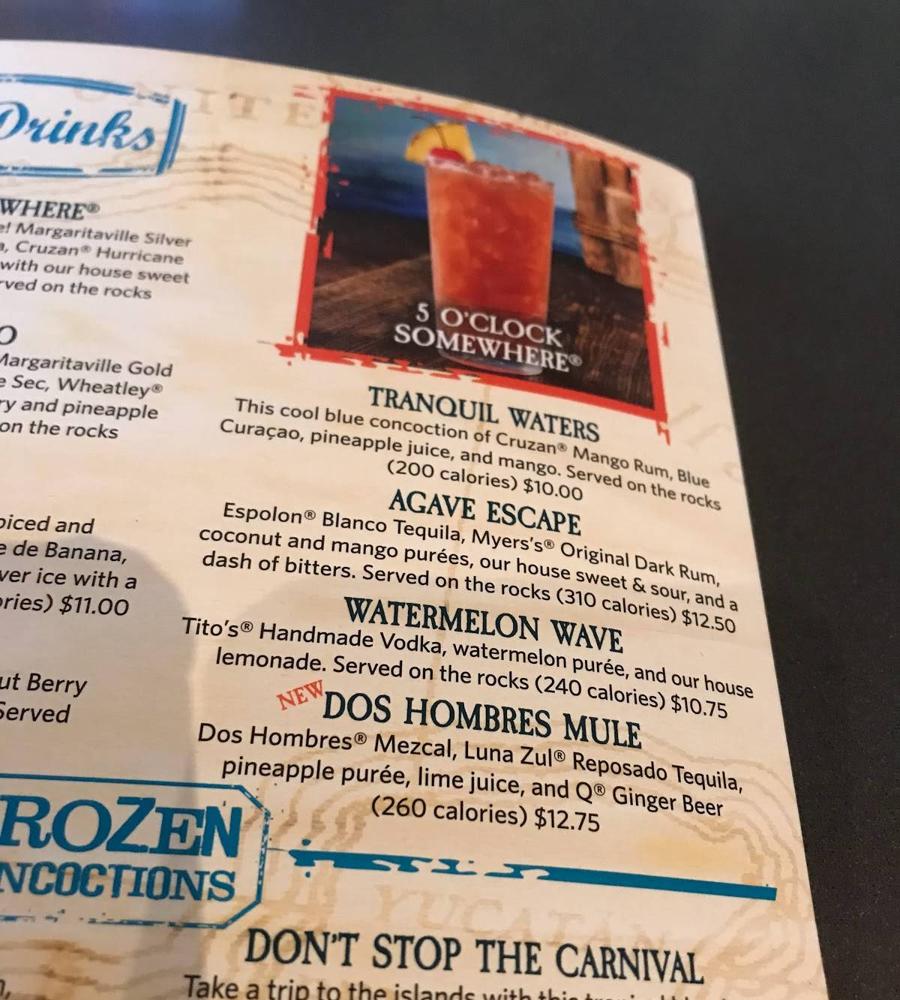 Drinks
WHERE®
e! Margaritaville Silver
a, Cruzan® Hurricane
with our house sweet
rved on the rocks
O
Margaritaville Gold
e Sec, Wheatley®
ry and pineapple
on the rocks
piced and
e de Banana,
ver ice with a
ories) $11.00
ut Berry
Served
ROZEN
NCOCTIONS
5 O'CLOCK
SOMEWHERE®
TRANQUIL WATERS
This cool blue concoction of Cruzan® Mango Rum, Blue
Curaçao, pineapple juice, and mango. Served on the rocks
(200 calories) $10.00
AGAVE ESCAPE
Espolon® Blanco Tequila, Myers's® Original Dark Rum,
coconut and mango purées, our house sweet & sour, and a
dash of bitters. Served on the rocks (310 calories) $12.50
WATERMELON WAVE
Tito's® Handmade Vodka, watermelon purée, and our house
lemonade. Served on the rocks (240 calories) $10.75
NEW
DOS HOMBRES MULE
Dos Hombres® Mezcal, Luna Zul® Reposado Tequila,
pineapple purée, lime juice, and Q® Ginger Beer
(260 calories) $12.75
YUCATAN
DON'T STOP THE CARNIVAL
Take a trip to the islands with this